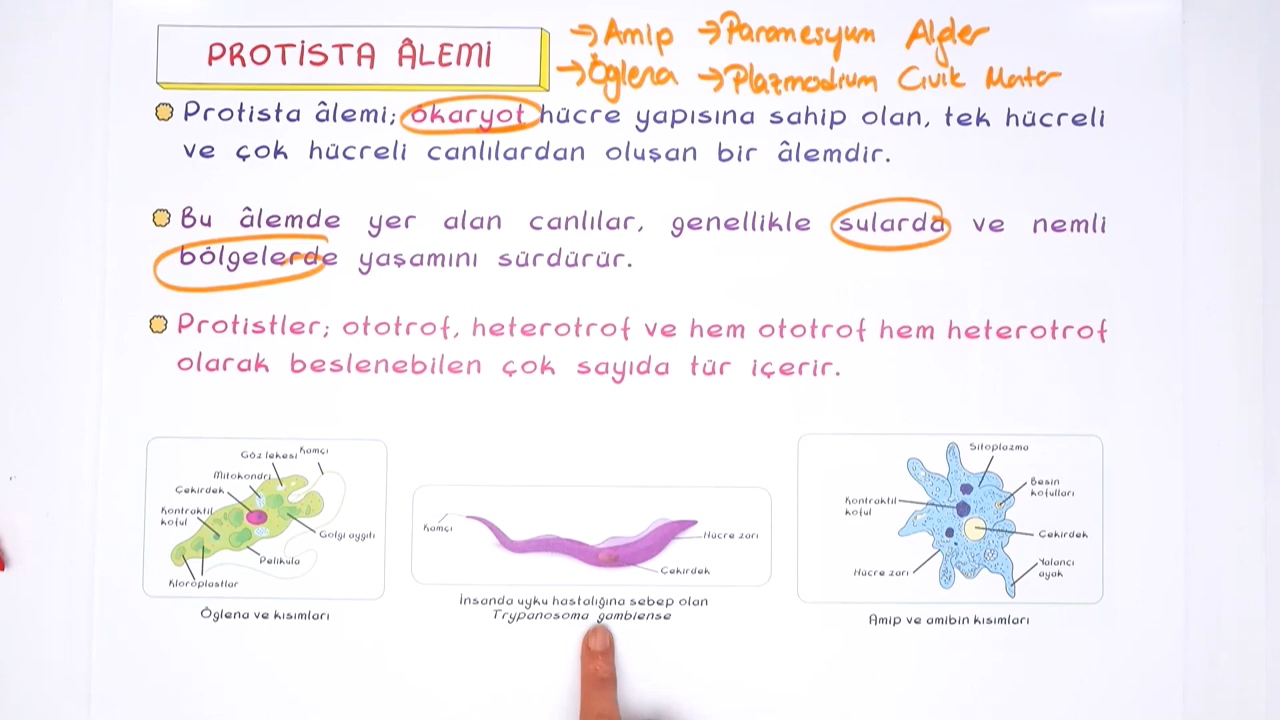 PROTİSTA ÂLEMİ
→ Amip → Paramesyum Algler
→ Öglena → Plazmodium Cıvık Mantar
Protista âlemi; ökaryot hücre yapısına sahip olan, tek hücreli
ve çok hücreli canlılardan oluşan bir âlemdir.
Bu âlemde yer alan canlılar, genellikle sularda ve nemli
bölgelerde yaşamını sürdürür.
Protistler; ototrof, heterotrof ve hem ototrof hem heterotrof
olarak beslenebilen çok sayıda tür içerir.
Göz lekesi
Kamçı
Mitokondri
Çekirdek
Kontraktil
koful
Golgi aygıtı
Pelikula
Kloroplastlar
Öglena ve kısımları
Kamçı
Hücre zarı
Çekirdek
İnsanda uyku hastalığına sebep olan
Trypanosoma gambiense
Sitoplazma
Besin
kofulları
Kontraktil
koful
Çekirdek
Hücre zarı
Yalancı
ayak
Amip ve amibin kısımları